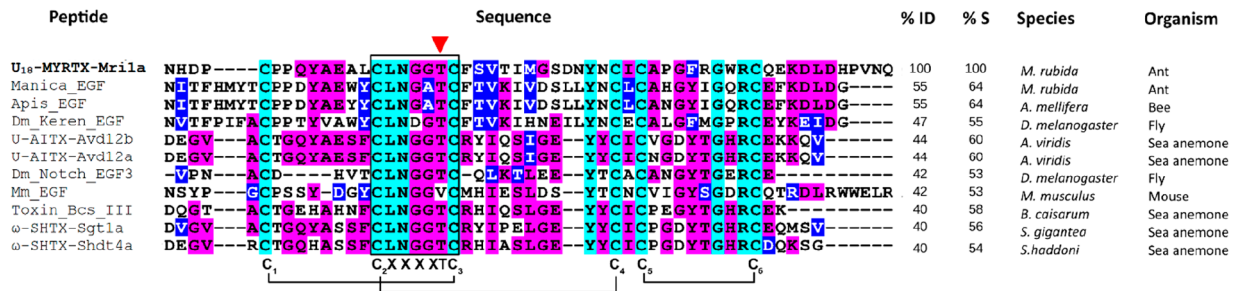 Peptide Sequence % ID % S Species Organism
U₁₈-MYRTX-Mri1a NHDP----CPPQYAEALCLNGGTCFSVTIMGSDNYNCICAPGFRGWRCQEKDLDHPVNQ 100 100 M. rubida Ant
Manica_EGF NITFHMYTCPPDYAEWYCLNGATCFTVKIVDSLLYNCLCAHGYIGQRCEFKDLDG----- 55 64 M. rubida Ant
Apis_EGF NITFHMYTCPPTYAEWYCLNGATCFTVKIVDSLLYNCLCANGYIGQRCEFKDLDG----- 55 64 A. mellifera Bee
Dm_Keren_EGF NVTFPIFACPPTYVAWYCLNDGTCFTVKIHNEILYNCECALGFMGPRCEYKEIDG----- 47 55 D. melanogaster Fly
U-AITX-Avd12b DEGV---ACTGQYAESFCLNGGTCRYIQSIGE--YYCICVGDYTGHRCEKKQV------- 44 60 A. viridis Sea anemone
U-AITX-Avd12a DEGV---ACTGQYAESFCLNGGTCRYIQSIGE--YYCICNGDYTGHRCEKKQV------- 44 60 A. viridis Sea anemone
Dm_Notch_EGF3 -VPN---ACD----HVTCLNGGTC-QLKTLEE--YTCACANGYTGERCE----------- 42 53 D. melanogaster Fly
Mm_EGF NSYP---GCPSSY-DGYCLNGGVCMHIESLDS--YTCNCVIGYSGDRCQTRDLRWWELR 42 53 M. musculus Mouse
Toxin_Bcs_III DQGT---ACTGEHAHNFCLNGGTCRHIQSLGE--YYCICPEGYTGHRCEK---------- 40 58 B. caisarum Sea anemone
ω-SHTX-Sgt1a DVGV---ACTGQYASSFCLNGGTCRYIPELGE--YYCICPGDYTGHRCEQMSV------- 40 56 S. gigantea Sea anemone
ω-SHTX-Shdt4a DEGV---RCTGQHASSFCLNGGTCRHIQSLGE--YYCICPGDYTGHRCDQKSG------- 40 54 S.haddoni Sea anemone
C₁ C₂XXXXTC₃ C₄ C₅ C₆